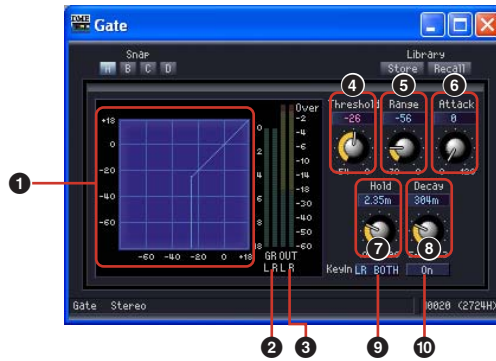 DME Gate
Snap
A B C D
Library
Store Recall
4 5 6
Threshold Range Attack
-26 -56 0
+18
0
-20
-40
-60
-60 -40 -20 0 +18
Over
-2
-4
-6
-10
-14
-18
-30
-40
-50
-60
GR OUT
L R L R
Hold Decay
2.35m 304m
7 8
KeyIn LR BOTH On
Gate Stereo
1
2 3 9 10